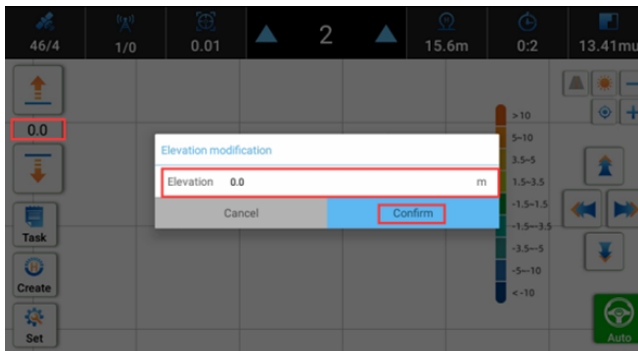 46/4
1/0
0.01
2
15.6m
0:2
13.41mu
0.0
>10
5~10
3.5~5
1.5~3.5
-1.5~1.5
-1.5~-3.5
-3.5~-5
-5~-10
<-10
Elevation modification
Elevation 0.0 m
Cancel Confirm
Task
Create
Set
Auto